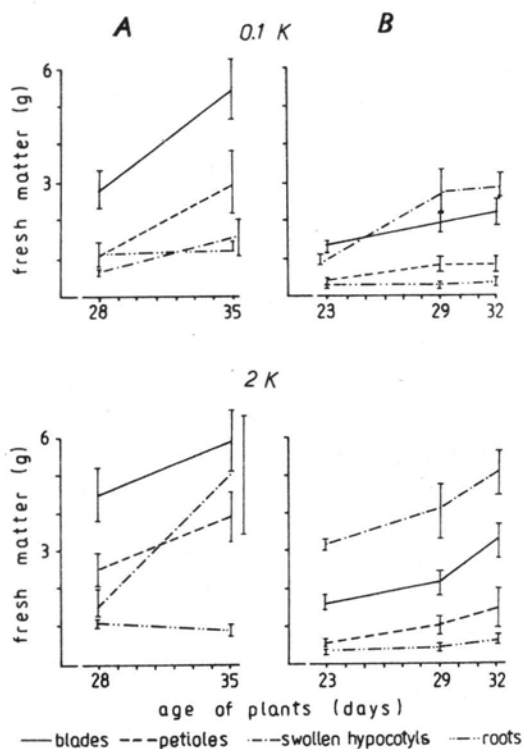 A 0.1 K B
fresh matter (g)
6
3
28 35 23 29 32
2 K
fresh matter (g)
6
3
28 35 23 29 32
age of plants (days)
blades petioles swollen hypocotyls roots